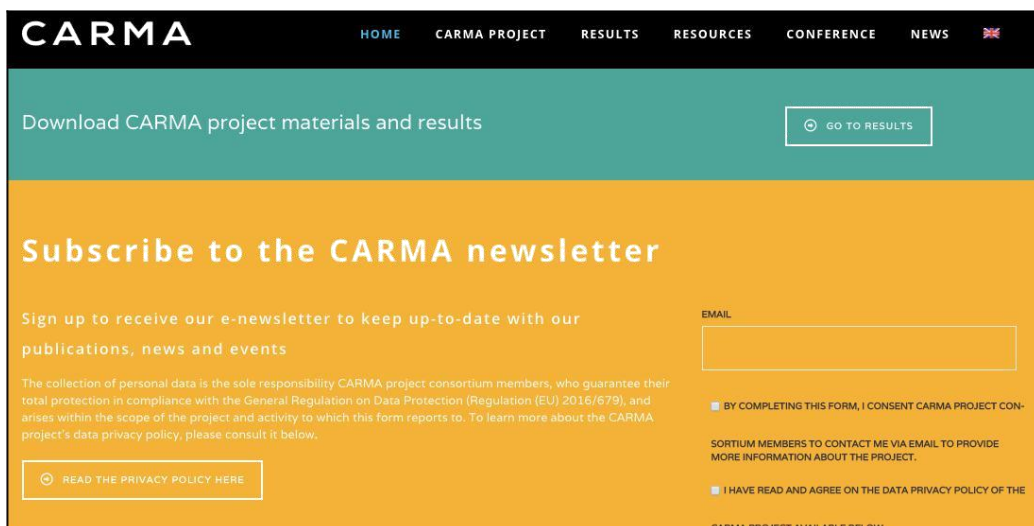 CARMA
HOME CARMA PROJECT RESULTS RESOURCES CONFERENCE NEWS
Download CARMA project materials and results
GO TO RESULTS
Subscribe to the CARMA newsletter
Sign up to receive our e-newsletter to keep up-to-date with our
publications, news and events
The collection of personal data is the sole responsibility CARMA project consortium members, who guarantee their
total protection in compliance with the General Regulation on Data Protection (Regulation (EU) 2016/679), and
arises within the scope of the project and activity to which this form reports to. To learn more about the CARMA
project's data privacy policy, please consult it below.
READ THE PRIVACY POLICY HERE
EMAIL
BY COMPLETING THIS FORM, I CONSENT CARMA PROJECT CON-
SORTIUM MEMBERS TO CONTACT ME VIA EMAIL TO PROVIDE
MORE INFORMATION ABOUT THE PROJECT.
I HAVE READ AND AGREE ON THE DATA PRIVACY POLICY OF THE
CARMA PROJECT AVAILABLE BELOW